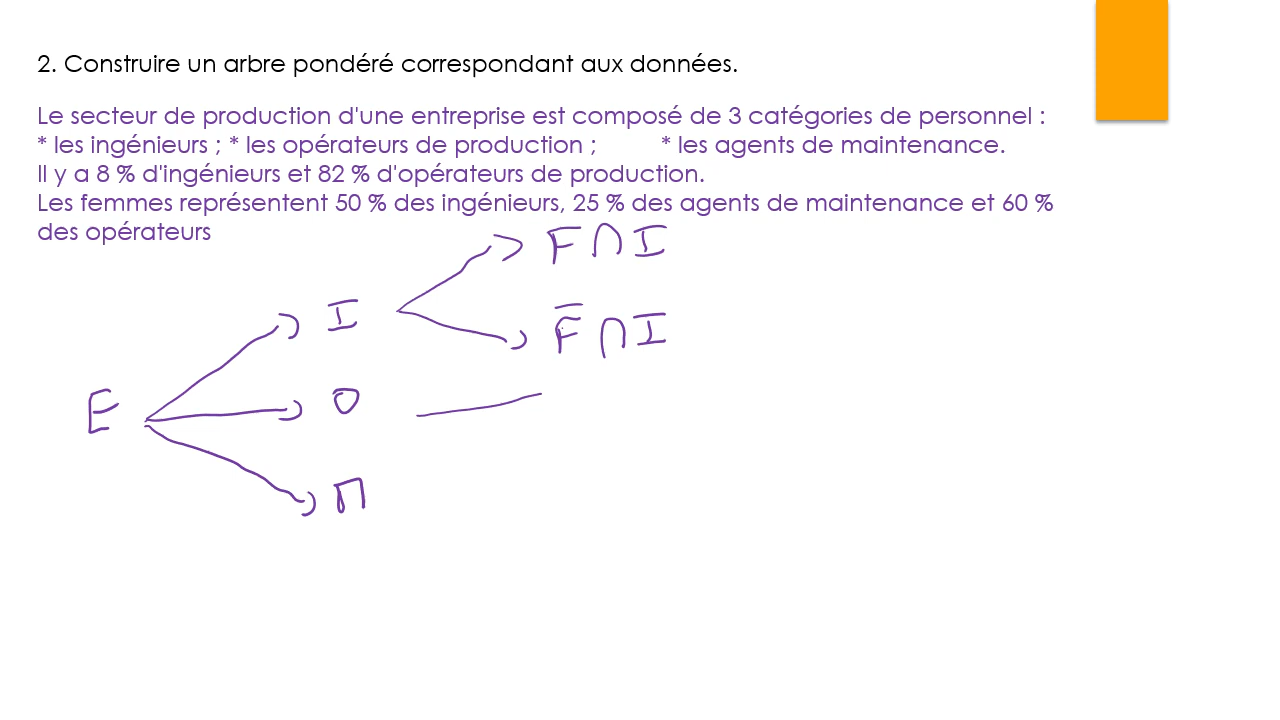 2. Construire un arbre pondéré correspondant aux données.
Le secteur de production d'une entreprise est composé de 3 catégories de personnel :
* les ingénieurs ; * les opérateurs de production ; * les agents de maintenance.
Il y a 8 % d'ingénieurs et 82 % d'opérateurs de production.
Les femmes représentent 50 % des ingénieurs, 25 % des agents de maintenance et 60 %
des opérateurs
F ∩ I
I
F̅ ∩ I
E
O
M